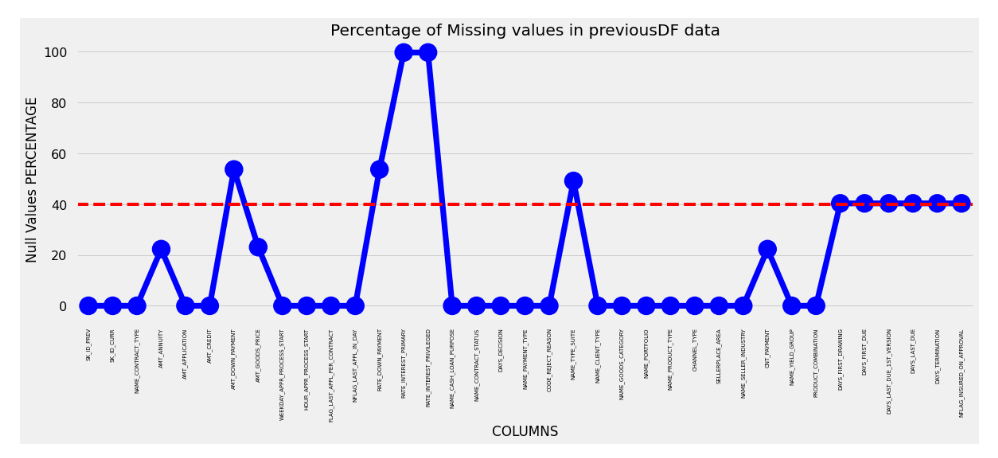 Percentage of Missing values in previousDF data
Null Values PERCENTAGE
100
80
60
40
20
0
SK_ID_PREV
SK_ID_CURR
NAME_CONTRACT_TYPE
AMT_ANNUITY
AMT_APPLICATION
AMT_CREDIT
AMT_DOWN_PAYMENT
AMT_GOODS_PRICE
WEEKDAY_APPR_PROCESS_START
HOUR_APPR_PROCESS_START
FLAG_LAST_APPL_PER_CONTRACT
NFLAG_LAST_APPL_IN_DAY
RATE_DOWN_PAYMENT
RATE_INTEREST_PRIMARY
RATE_INTEREST_PRIVILEGED
NAME_CASH_LOAN_PURPOSE
NAME_CONTRACT_STATUS
DAYS_DECISION
NAME_PAYMENT_TYPE
CODE_REJECT_REASON
NAME_TYPE_SUITE
NAME_CLIENT_TYPE
NAME_GOODS_CATEGORY
NAME_PORTFOLIO
NAME_PRODUCT_TYPE
CHANNEL_TYPE
SELLERPLACE_AREA
NAME_SELLER_INDUSTRY
CNT_PAYMENT
NAME_YIELD_GROUP
PRODUCT_COMBINATION
DAYS_FIRST_DRAWING
DAYS_FIRST_DUE
DAYS_LAST_DUE_1ST_VERSION
DAYS_LAST_DUE
DAYS_TERMINATION
NFLAG_INSURED_ON_APPROVAL
COLUMNS